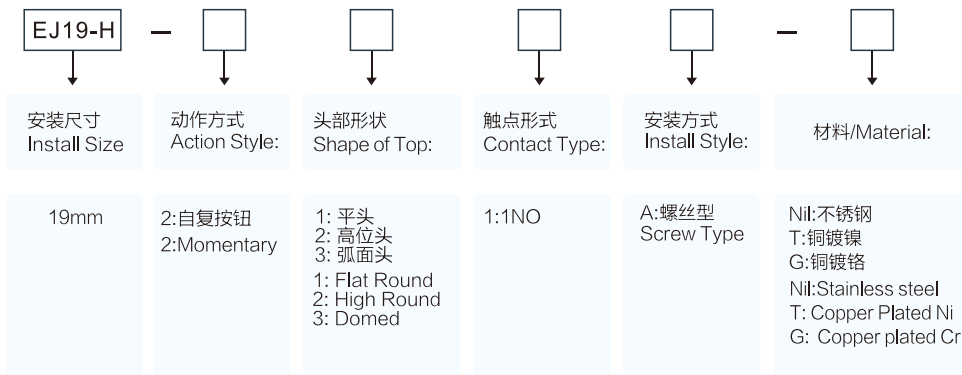 EJ19-H — —
安装尺寸
Install Size
动作方式
Action Style:
头部形状
Shape of Top:
触点形式
Contact Type:
安装方式
Install Style:
材料/Material:
19mm
2:自复按钮
2:Momentary
1: 平头
2: 高位头
3: 弧面头
1: Flat Round
2: High Round
3: Domed
1:1NO
A:螺丝型
Screw Type
Nil:不锈钢
T:铜镀镍
G:铜镀铬
Nil:Stainless steel
T: Copper Plated Ni
G: Copper plated Cr